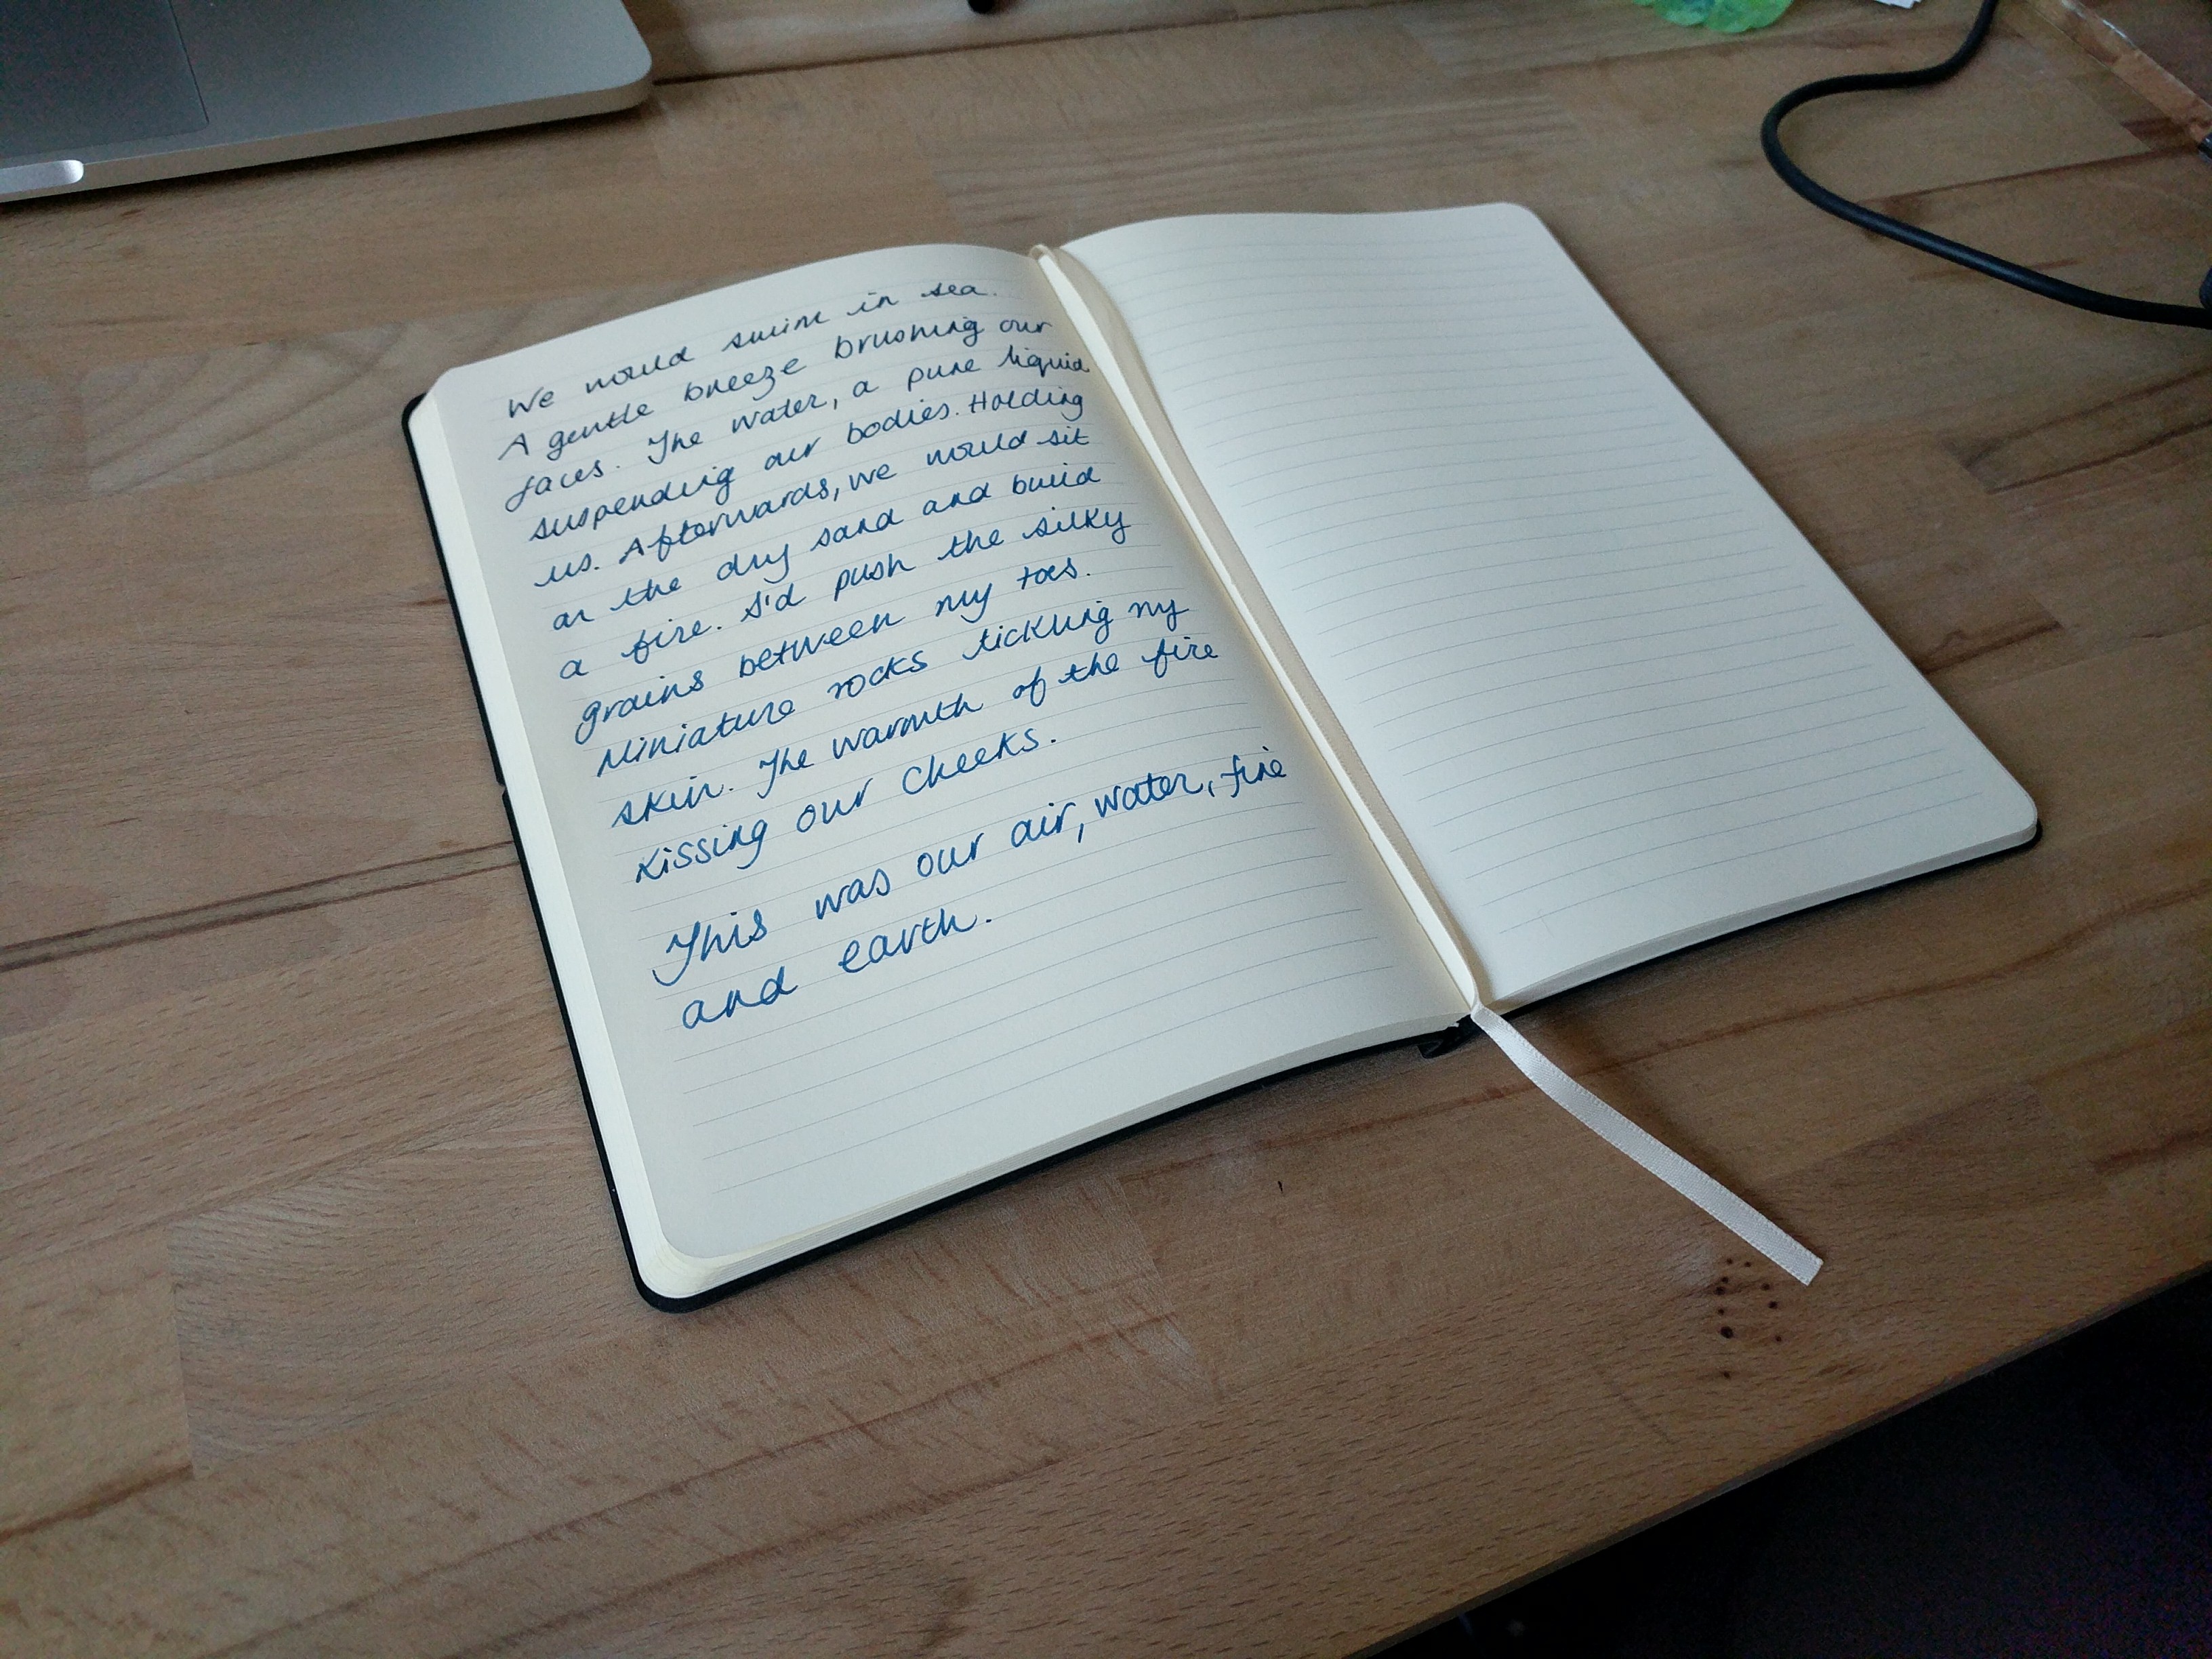 We would swim in sea.
A gentle breeze brushing our
faces. The water, a pure liquid
suspending our bodies. Holding
us. Afterwards, we would sit
on the dry sand and build
a fire. I'd push the silky
grains between my toes.
Miniature rocks tickling my
skin. The warmth of the fire
kissing our cheeks.
This was our air, water, fire
and earth.